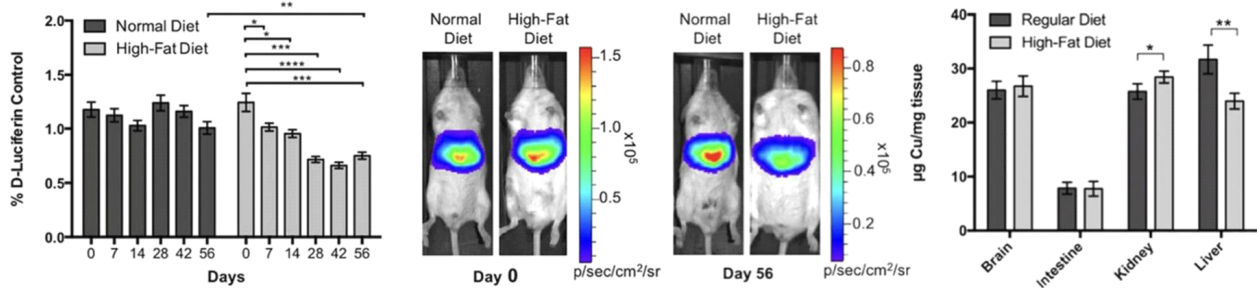 % D-Luciferin Control
2.0
1.5
1.0
0.5
0.0
Normal Diet
High-Fat Diet
**
*
*
***
****
***
0 7 14 28 42 56 0 7 14 28 42 56
Days
Normal
Diet
High-Fat
Diet
1.5
1.0
0.5
x10⁵
p/sec/cm²/sr
Day 0
Normal
Diet
High-Fat
Diet
0.8
0.6
0.4
0.2
x10⁵
p/sec/cm²/sr
Day 56
µg Cu/mg tissue
40
30
20
10
0
Regular Diet
High-Fat Diet
*
**
Brain
Intestine
Kidney
Liver